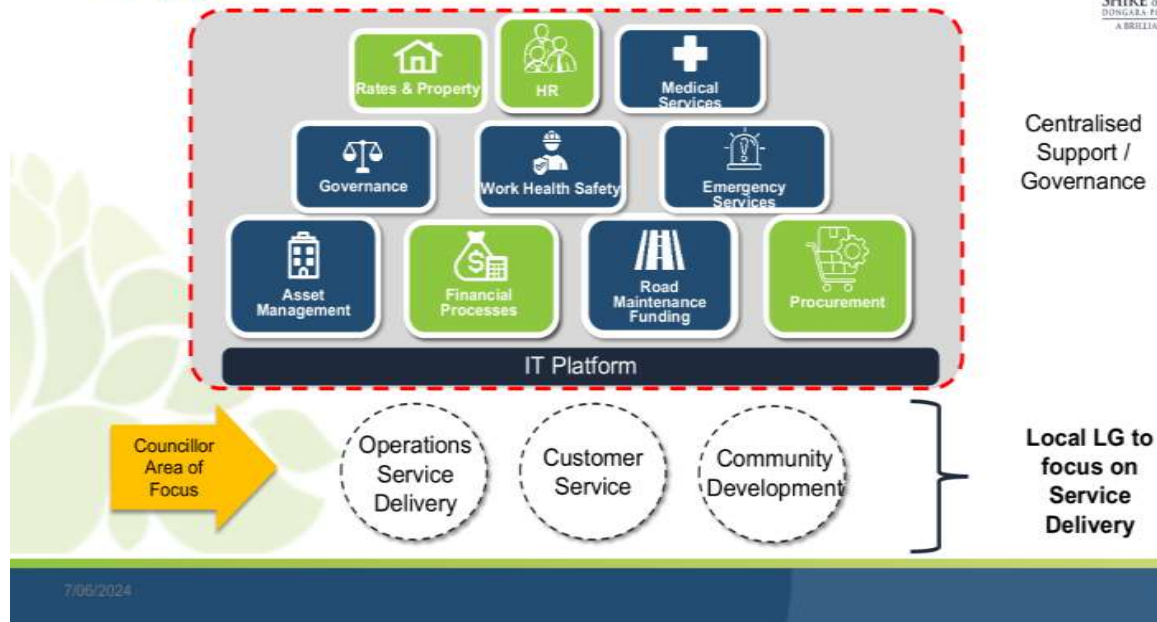 SHIRE
DONGARA
Rates & Property
HR
Medical
Services
Governance
Work Health Safety
Emergency
Services
Asset
Management
Financial
Processes
Road
Maintenance
Funding
Procurement
IT Platform
Centralised
Support /
Governance
Councillor
Area of
Focus
Operations
Service
Delivery
Customer
Service
Community
Development
Local LG to
focus on
Service
Delivery
7/06/2024